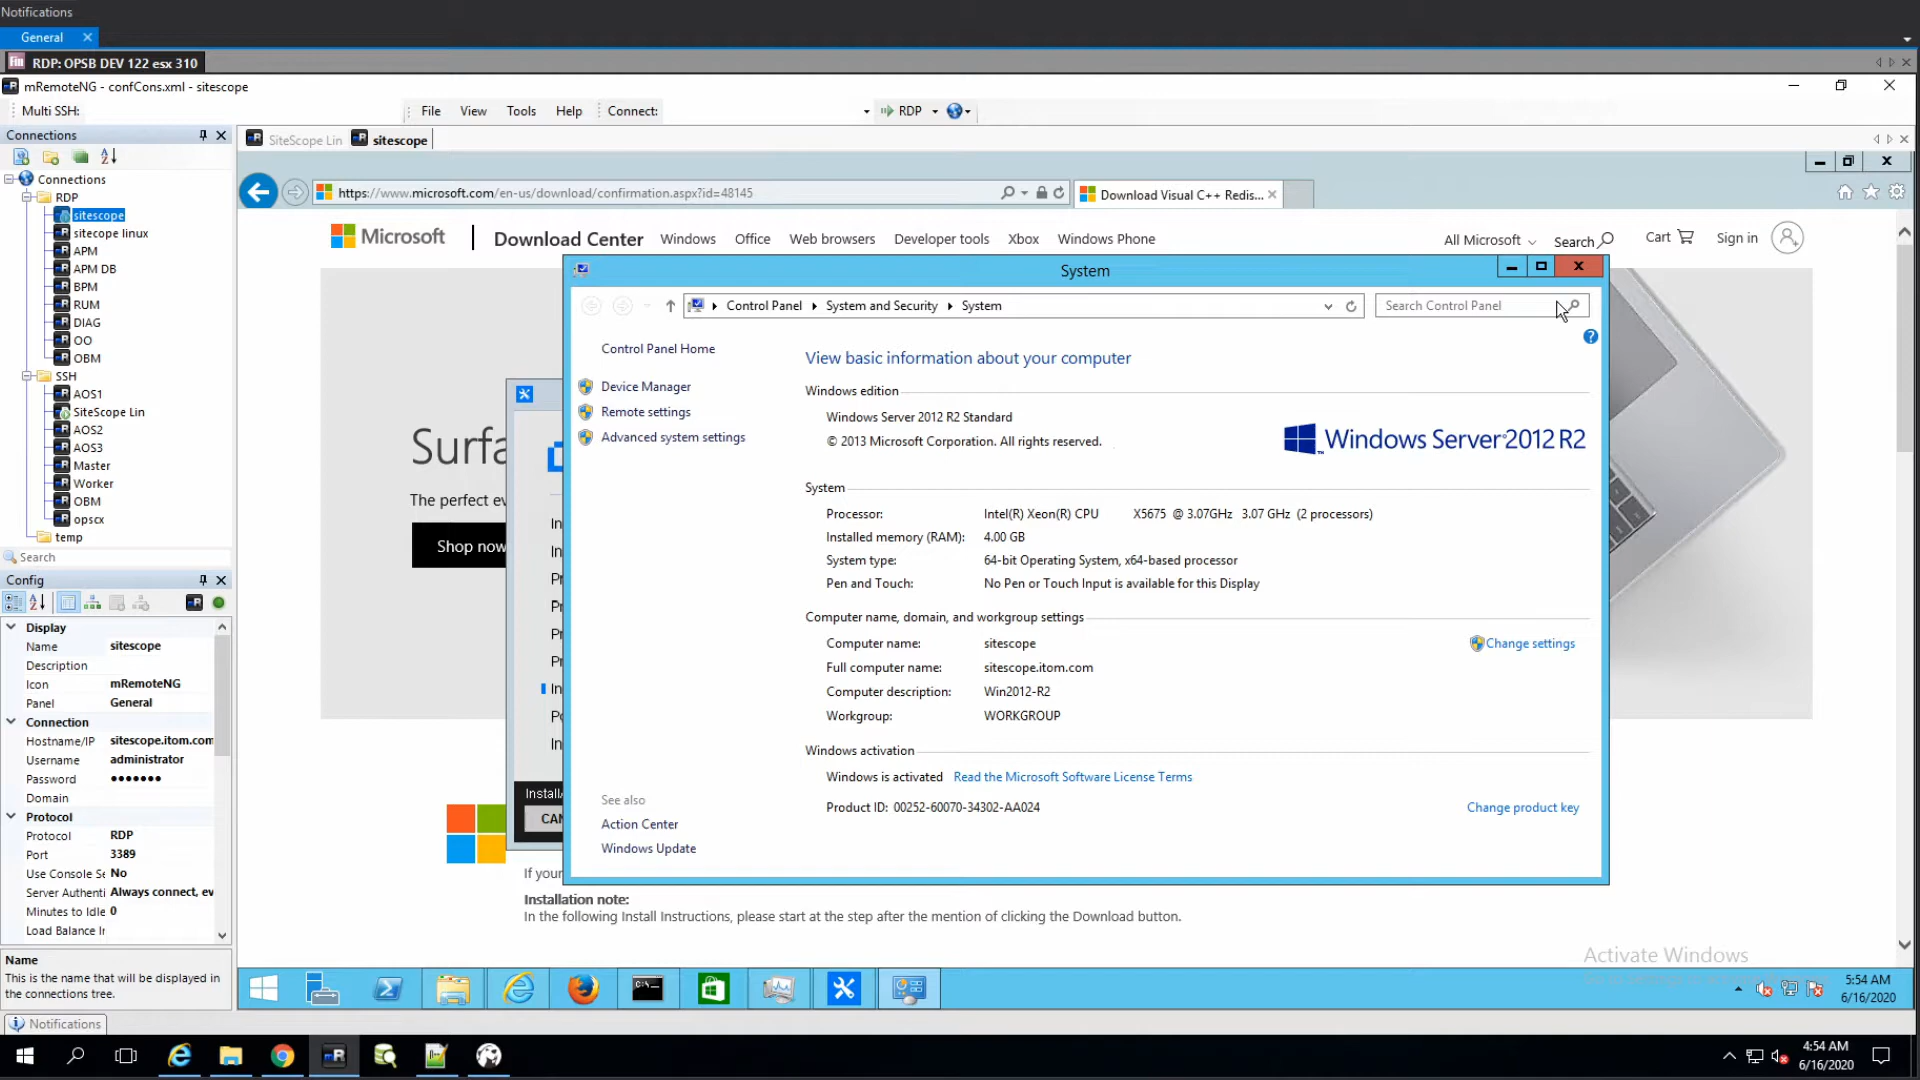 Notifications
General
RDP: OPSB DEV 122 esx 310
mRemoteNG - confCons.xml - sitescope
Multi SSH:
File View Tools Help Connect: RDP
Connections
SiteScope Lin sitescope
Connections
RDP
sitescope
sitecope linux
APM
APM DB
BPM
RUM
DIAG
OO
OBM
SSH
AOS1
SiteScope Lin
AOS2
AOS3
Master
Worker
OBM
opscx
temp
Search
Config
Display
Name sitescope
Description
Icon mRemoteNG
Panel General
Connection
Hostname/IP sitescope.itom.com
Username administrator
Password •••••••
Domain
Protocol
Protocol RDP
Port 3389
Use Console Se No
Server Authenti Always connect, ev
Minutes to Idle 0
Load Balance Ir
Name
This is the name that will be displayed in
the connections tree.
Notifications
https://www.microsoft.com/en-us/download/confirmation.aspx?id=48145
Download Visual C++ Redis...
Microsoft
Download Center Windows Office Web browsers Developer tools Xbox Windows Phone
All Microsoft Search Cart Sign in
Surfa
The perfect ev
Shop now
In
In
Pr
Pr
Pr
Pr
In
Po
In
Install
CAN
System
Control Panel System and Security System
Search Control Panel
Control Panel Home
Device Manager
Remote settings
Advanced system settings
View basic information about your computer
Windows edition
Windows Server 2012 R2 Standard
© 2013 Microsoft Corporation. All rights reserved.
Windows Server 2012 R2
System
Processor: Intel(R) Xeon(R) CPU X5675 @ 3.07GHz 3.07 GHz (2 processors)
Installed memory (RAM): 4.00 GB
System type: 64-bit Operating System, x64-based processor
Pen and Touch: No Pen or Touch Input is available for this Display
Computer name, domain, and workgroup settings
Computer name: sitescope
Change settings
Full computer name: sitescope.itom.com
Computer description: Win2012-R2
Workgroup: WORKGROUP
Windows activation
Windows is activated Read the Microsoft Software License Terms
Product ID: 00252-60070-34302-AA024
Change product key
See also
Action Center
Windows Update
If your
Installation note:
In the following Install Instructions, please start at the step after the mention of clicking the Download button.
Activate Windows
5:54 AM
6/16/2020
4:54 AM
6/16/2020